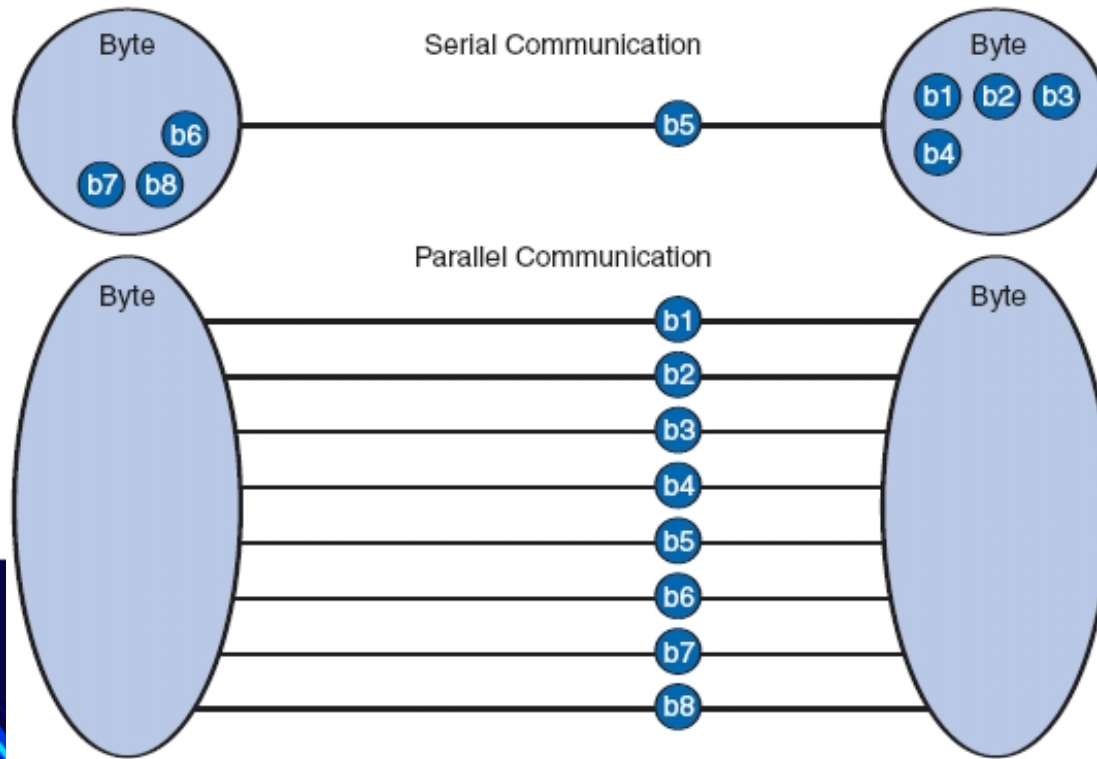 Byte
Serial Communication
Byte
b6
b7 b8
b5
b1 b2 b3
b4
Parallel Communication
Byte
Byte
b1
b2
b3
b4
b5
b6
b7
b8